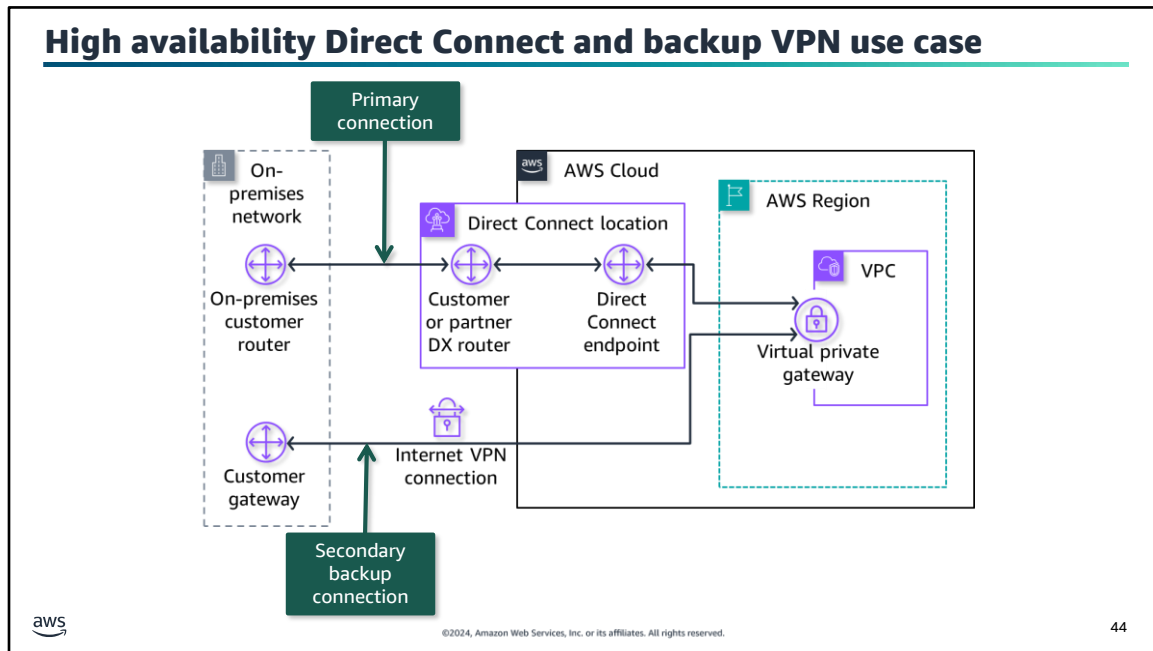 High availability Direct Connect and backup VPN use case
Primary
connection
On-
premises
network
aws
AWS Cloud
AWS Region
Direct Connect location
VPC
On-premises
customer
router
Customer
or partner
DX router
Direct
Connect
endpoint
Virtual private
gateway
Internet VPN
connection
Customer
gateway
Secondary
backup
connection
aws
©2024, Amazon Web Services, Inc. or its affiliates. All rights reserved.
44